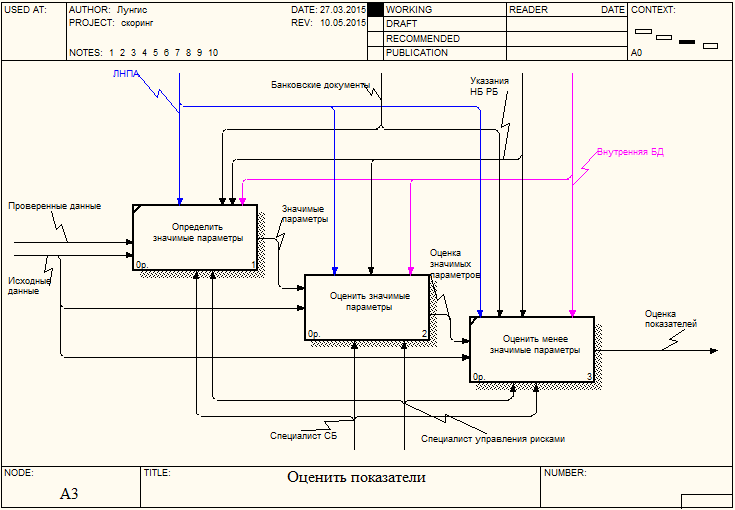 USED AT:
AUTHOR: Лунгис
DATE: 27.03.2015
WORKING
READER
DATE
CONTEXT:
PROJECT: скоринг
REV: 10.05.2015
DRAFT
RECOMMENDED
NOTES: 1 2 3 4 5 6 7 8 9 10
PUBLICATION
A0
ЛНПА
Банковские документы
Указания
НБ РБ
Внутренняя БД
Проверенные данные
Исходные
данные
Определить
значимые параметры
0р.
1
Значимые
параметры
Оценить значимые
параметры
0р.
2
Оценка
значимых
параметров
Оценить менее
значимые параметры
0р.
3
Оценка
показателей
Специалист СБ
Специалист управления рисками
NODE:
TITLE:
NUMBER:
A3
Оценить показатели